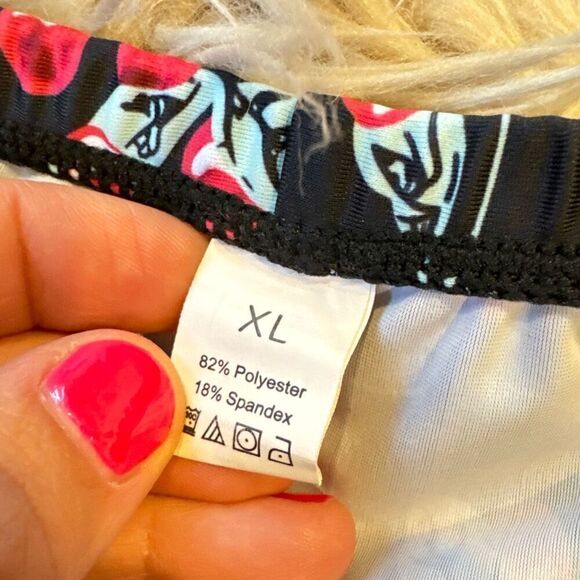 XL
82% Polyester
18% Spandex